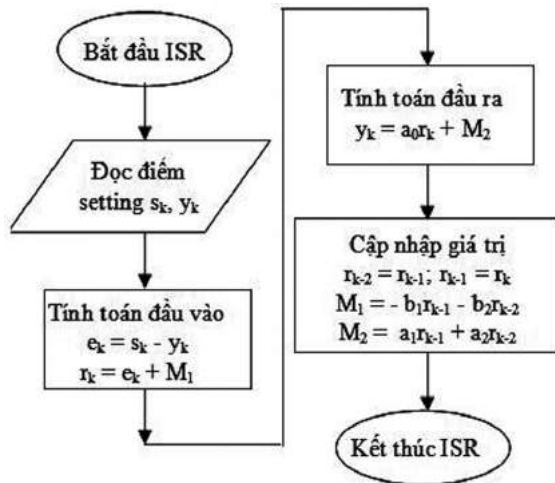 Bắt đầu ISR
Đọc điểm
setting sₖ, yₖ
Tính toán đầu vào
eₖ = sₖ - yₖ
rₖ = eₖ + M₁
Tính toán đầu ra
yₖ = a₀rₖ + M₂
Cập nhập giá trị
rₖ₋₂ = rₖ₋₁; rₖ₋₁ = rₖ
M₁ = - b₁rₖ₋₁ - b₂rₖ₋₂
M₂ = a₁rₖ₋₁ + a₂rₖ₋₂
Kết thúc ISR